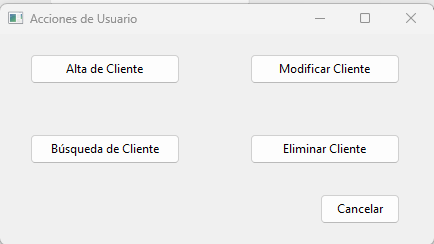 Acciones de Usuario
Alta de Cliente
Modificar Cliente
Búsqueda de Cliente
Eliminar Cliente
Cancelar